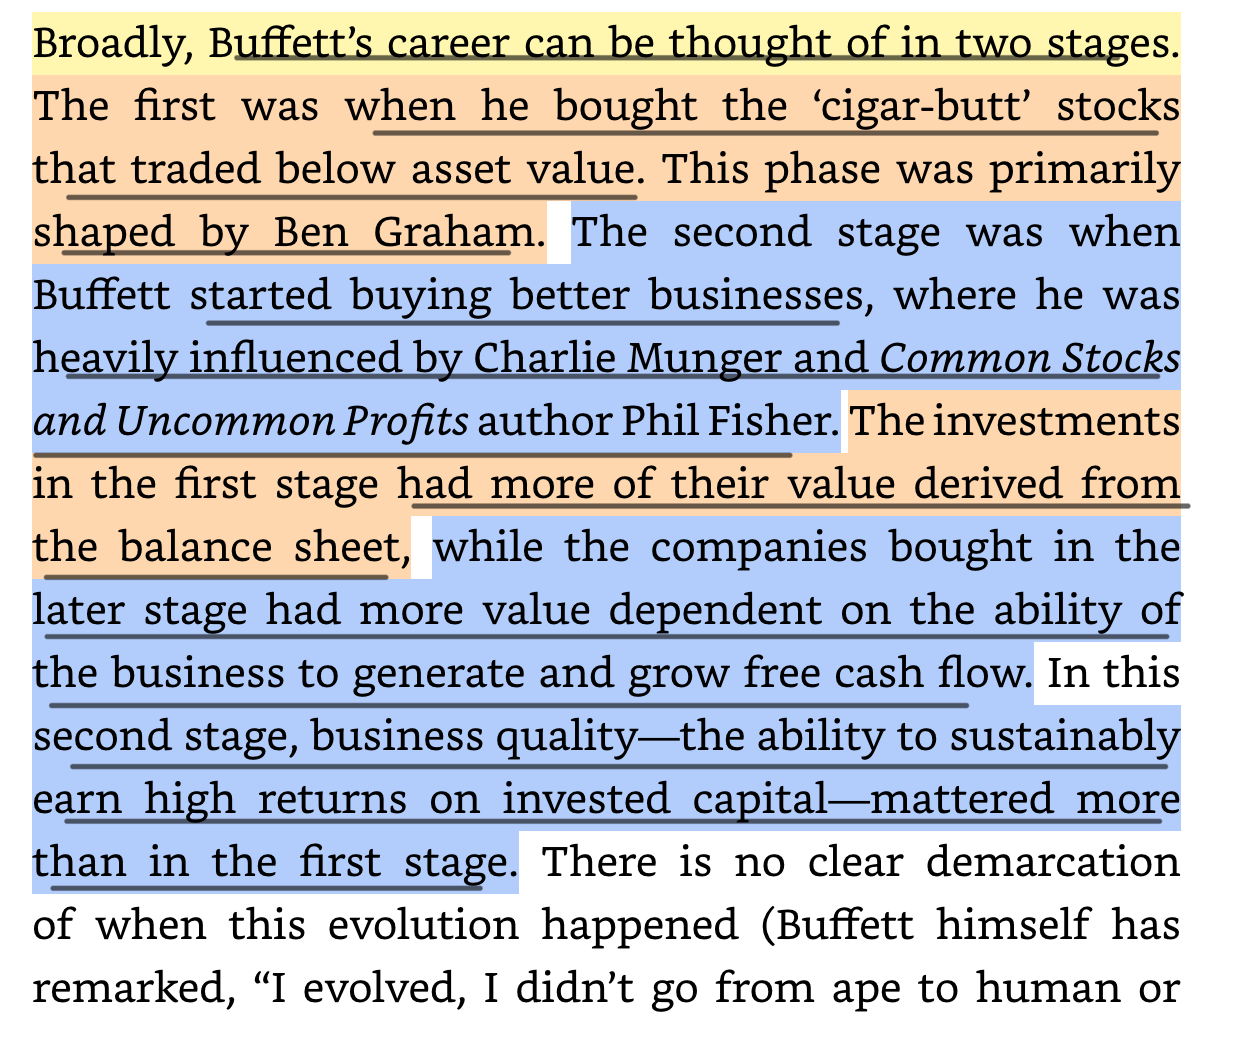 Broadly, Buffett’s career can be thought of in two stages.
The first was when he bought the ‘cigar-butt’ stocks
that traded below asset value. This phase was primarily
shaped by Ben Graham. The second stage was when
Buffett started buying better businesses, where he was
heavily influenced by Charlie Munger and Common Stocks
and Uncommon Profits author Phil Fisher. The investments
in the first stage had more of their value derived from
the balance sheet, while the companies bought in the
later stage had more value dependent on the ability of
the business to generate and grow free cash flow. In this
second stage, business quality—the ability to sustainably
earn high returns on invested capital—mattered more
than in the first stage. There is no clear demarcation
of when this evolution happened (Buffett himself has
remarked, “I evolved, I didn’t go from ape to human or